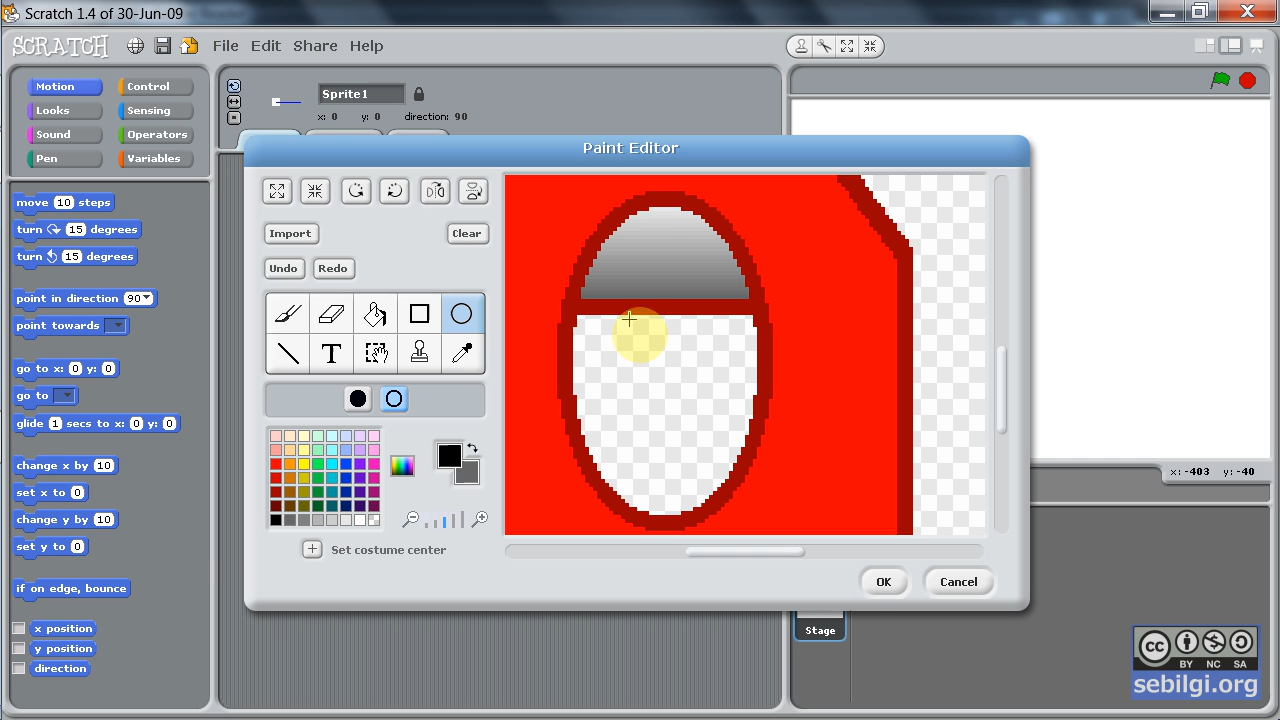 Scratch 1.4 of 30-Jun-09
SCRATCH File Edit Share Help
Motion Control
Looks Sensing
Sound Operators
Pen Variables
Sprite1
x: 0 y: 0 direction: 90
Paint Editor
move 10 steps
turn 15 degrees
turn 15 degrees
point in direction 90
point towards
go to x: 0 y: 0
go to
glide 1 secs to x: 0 y: 0
change x by 10
set x to 0
change y by 10
set y to 0
if on edge, bounce
x position
y position
direction
Import Clear
Undo Redo
T
Set costume center
OK Cancel
x: -403 y: -40
Stage
cc
BY NC SA
sebilgi.org